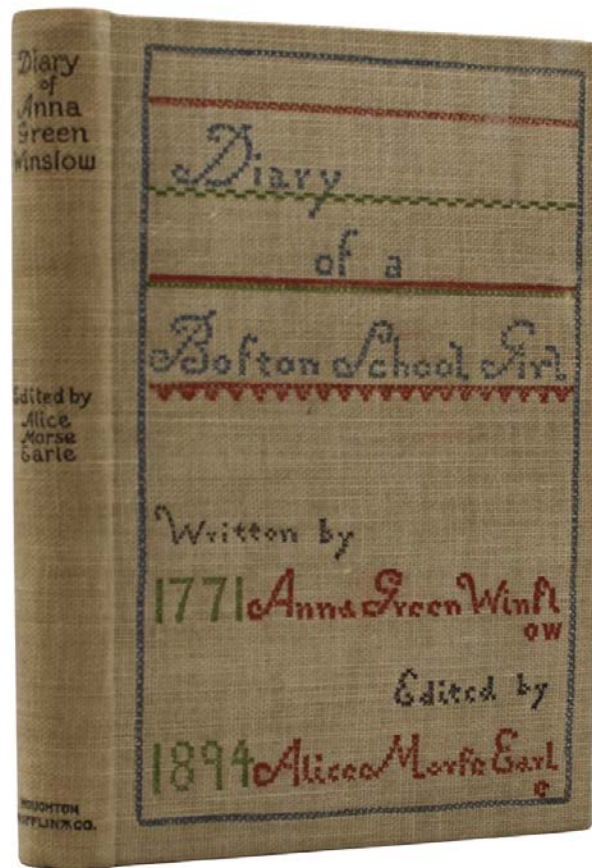 Diary
of
Anna
Green
Winslow
Edited by
Alice
Morse
Earle
HOUGHTON
MIFFLIN & CO.
Diary
of a
Boſton School Girl
Written by
1771 Anna Green Winſl
ow
Edited by
1894 Alice Morſe Earl
e